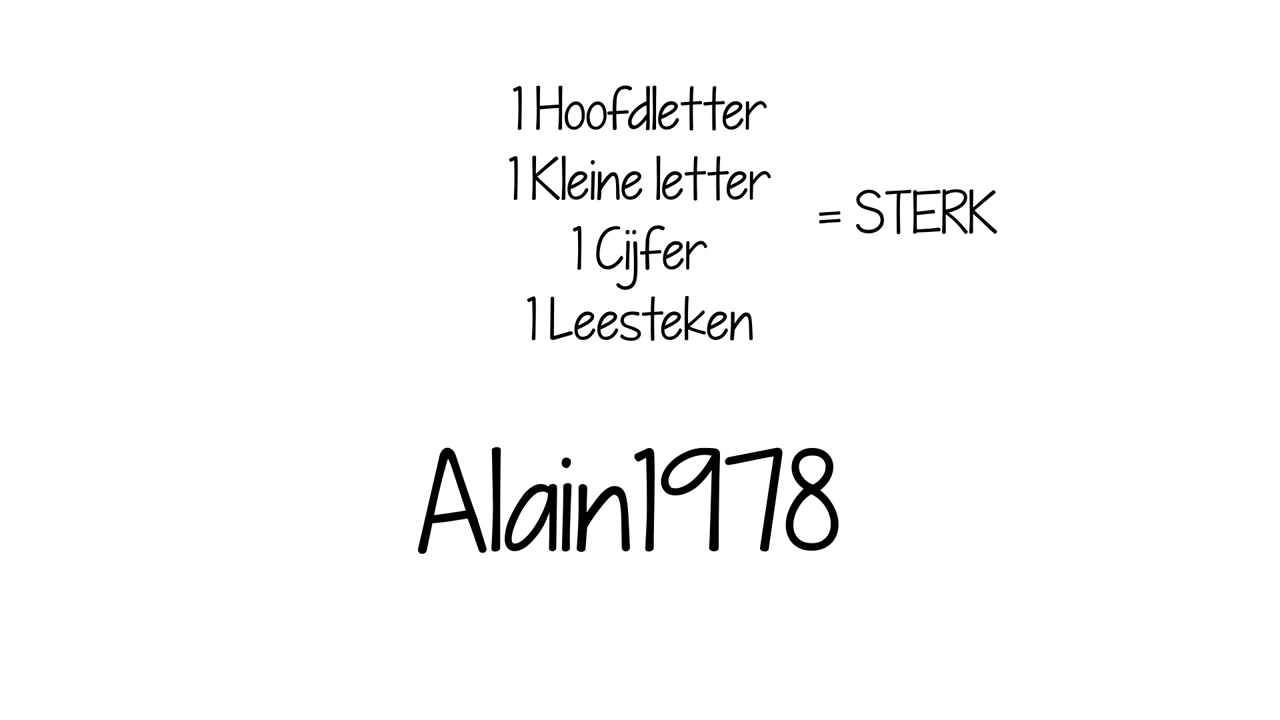 1 Hoofdletter
1 Kleine letter
1 Cijfer
1 Leesteken
= STERK
Alain1978